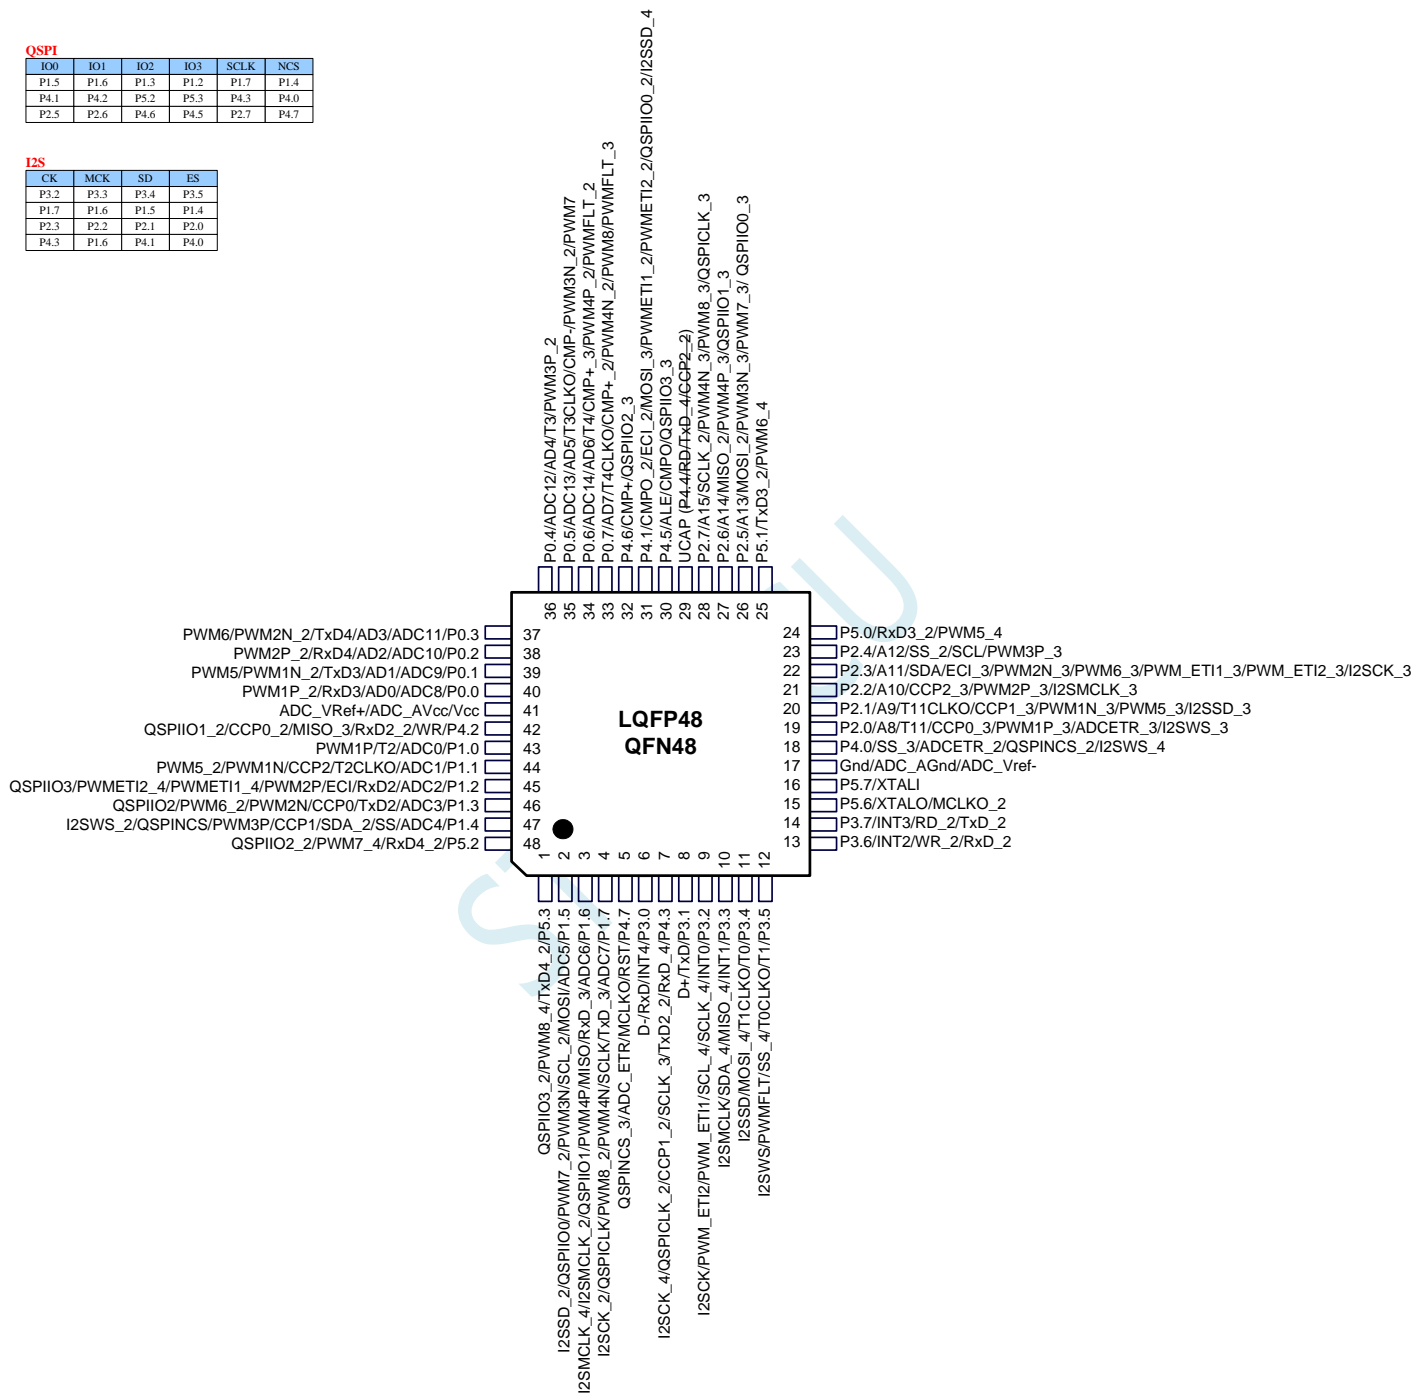 QSPI
IO0 IO1 IO2 IO3 SCLK NCS
P1.5 P1.6 P1.3 P1.2 P1.7 P1.4
P4.1 P4.2 P5.2 P5.3 P4.3 P4.0
P2.5 P2.6 P4.6 P4.5 P2.7 P4.7
I2S
CK MCK SD ES
P3.2 P3.3 P3.4 P3.5
P1.7 P1.6 P1.5 P1.4
P2.3 P2.2 P2.1 P2.0
P4.3 P1.6 P4.1 P4.0
P0.4/ADC12/AD4/T3/PWM3P_2
P0.5/ADC13/AD5/T3CLKO/CMP-/PWM3N_2/PWM7
P0.6/ADC14/AD6/T4/CMP+_3/PWM4P_2/PWMFLT_2
P0.7/AD7/T4CLKO/CMP+_2/PWM4N_2/PWM8/PWMFLT_3
P4.6/CMP+/QSPIIO2_3
P4.1/CMPO_2/ECI_2/MOSI_3/PWMETI1_2/PWMETI2_2/QSPIIO0_2/I2SSD_4
P4.5/ALE/CMPO/QSPIIO3_3
UCAP (P4.4/RD/TxD_4/CCP2_2)
P2.7/A15/SCLK_2/PWM4N_3/PWM8_3/QSPICLK_3
P2.6/A14/MISO_2/PWM4P_3/QSPIIO1_3
P2.5/A13/MOSI_2/PWM3N_3/PWM7_3/ QSPIIO0_3
P5.1/TxD3_2/PWM6_4
36 35 34 33 32 31 30 29 28 27 26 25
PWM6/PWM2N_2/TxD4/AD3/ADC11/P0.3 37
PWM2P_2/RxD4/AD2/ADC10/P0.2 38
PWM5/PWM1N_2/TxD3/AD1/ADC9/P0.1 39
PWM1P_2/RxD3/AD0/ADC8/P0.0 40
ADC_VRef+/ADC_AVcc/Vcc 41
QSPIIO1_2/CCP0_2/MISO_3/RxD2_2/WR/P4.2 42
PWM1P/T2/ADC0/P1.0 43
PWM5_2/PWM1N/CCP2/T2CLKO/ADC1/P1.1 44
QSPIIO3/PWMETI2_4/PWMETI1_4/PWM2P/ECI/RxD2/ADC2/P1.2 45
QSPIIO2/PWM6_2/PWM2N/CCP0/TxD2/ADC3/P1.3 46
I2SWS_2/QSPINCS/PWM3P/CCP1/SDA_2/SS/ADC4/P1.4 47
QSPIIO2_2/PWM7_4/RxD4_2/P5.2 48
LQFP48
QFN48
24 P5.0/RxD3_2/PWM5_4
23 P2.4/A12/SS_2/SCL/PWM3P_3
22 P2.3/A11/SDA/ECI_3/PWM2N_3/PWM6_3/PWM_ETI1_3/PWM_ETI2_3/I2SCK_3
21 P2.2/A10/CCP2_3/PWM2P_3/I2SMCLK_3
20 P2.1/A9/T11CLKO/CCP1_3/PWM1N_3/PWM5_3/I2SSD_3
19 P2.0/A8/T11/CCP0_3/PWM1P_3/ADCETR_3/I2SWS_3
18 P4.0/SS_3/ADCETR_2/QSPINCS_2/I2SWS_4
17 Gnd/ADC_AGnd/ADC_Vref-
16 P5.7/XTALI
15 P5.6/XTALO/MCLKO_2
14 P3.7/INT3/RD_2/TxD_2
13 P3.6/INT2/WR_2/RxD_2
1 2 3 4 5 6 7 8 9 10 11 12
QSPIIO3_2/PWM8_4/TxD4_2/P5.3
I2SSD_2/QSPIIO0/PWM7_2/PWM3N/SCL_2/MOSI/ADC5/P1.5
I2SMCLK_4/I2SMCLK_2/QSPIIO1/PWM4P/MISO/RxD_3/ADC6/P1.6
I2SCK_2/QSPICLK/PWM8_2/PWM4N/SCLK/TxD_3/ADC7/P1.7
QSPINCS_3/ADC_ETR/MCLKO/RST/P4.7
D-/RxD/INT4/P3.0
I2SCK_4/QSPICLK_2/CCP1_2/SCLK_3/TxD2_2/RxD_4/P4.3
D+/TxD/P3.1
I2SCK/PWM_ETI2/PWM_ETI1/SCL_4/SCLK_4/INT0/P3.2
I2SMCLK/SDA_4/MISO_4/INT1/P3.3
I2SSD/MOSI_4/T1CLKO/T0/P3.4
I2SWS/PWMFLT/SS_4/T0CLKO/T1/P3.5